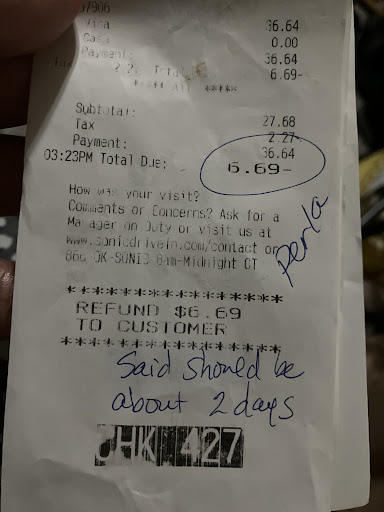 /906
Visa 36.64
Cash 0.00
Payment: 36.64
6.69-
**** All ****
Subtotal: 27.68
Tax 2.27-
Payment: 36.64
03:23PM Total Due: 6.69-
How was your visit?
Comments or Concerns? Ask for a
Manager on Duty or visit us at
www.sonicdrivein.com/contact or
866-OK-SONIC 8am-Midnight CT
perla
*******************
REFUND $6.69
TO CUSTOMER
*******************
Said should be
about 2 days
CHK 427